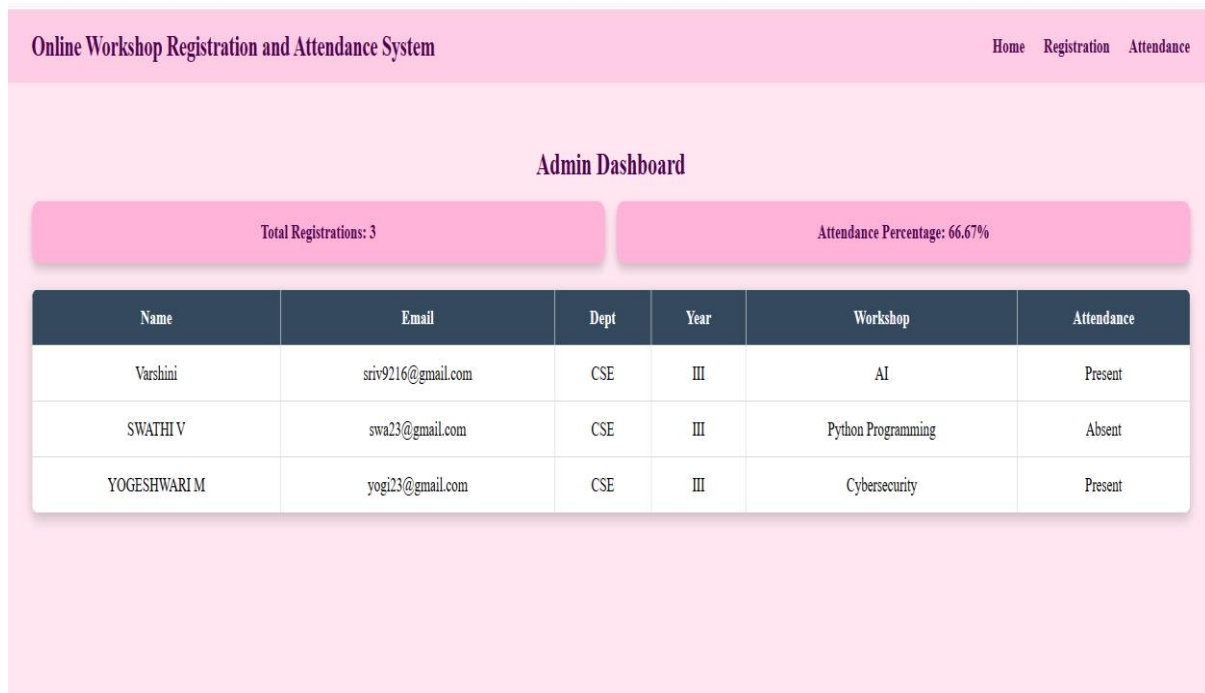 Online Workshop Registration and Attendance System Home Registration Attendance
Admin Dashboard
Total Registrations: 3 Attendance Percentage: 66.67%
Name Email Dept Year Workshop Attendance
Varshini sriv9216@gmail.com CSE III AI Present
SWATHI V swa23@gmail.com CSE III Python Programming Absent
YOGESHWARI M yogi23@gmail.com CSE III Cybersecurity Present